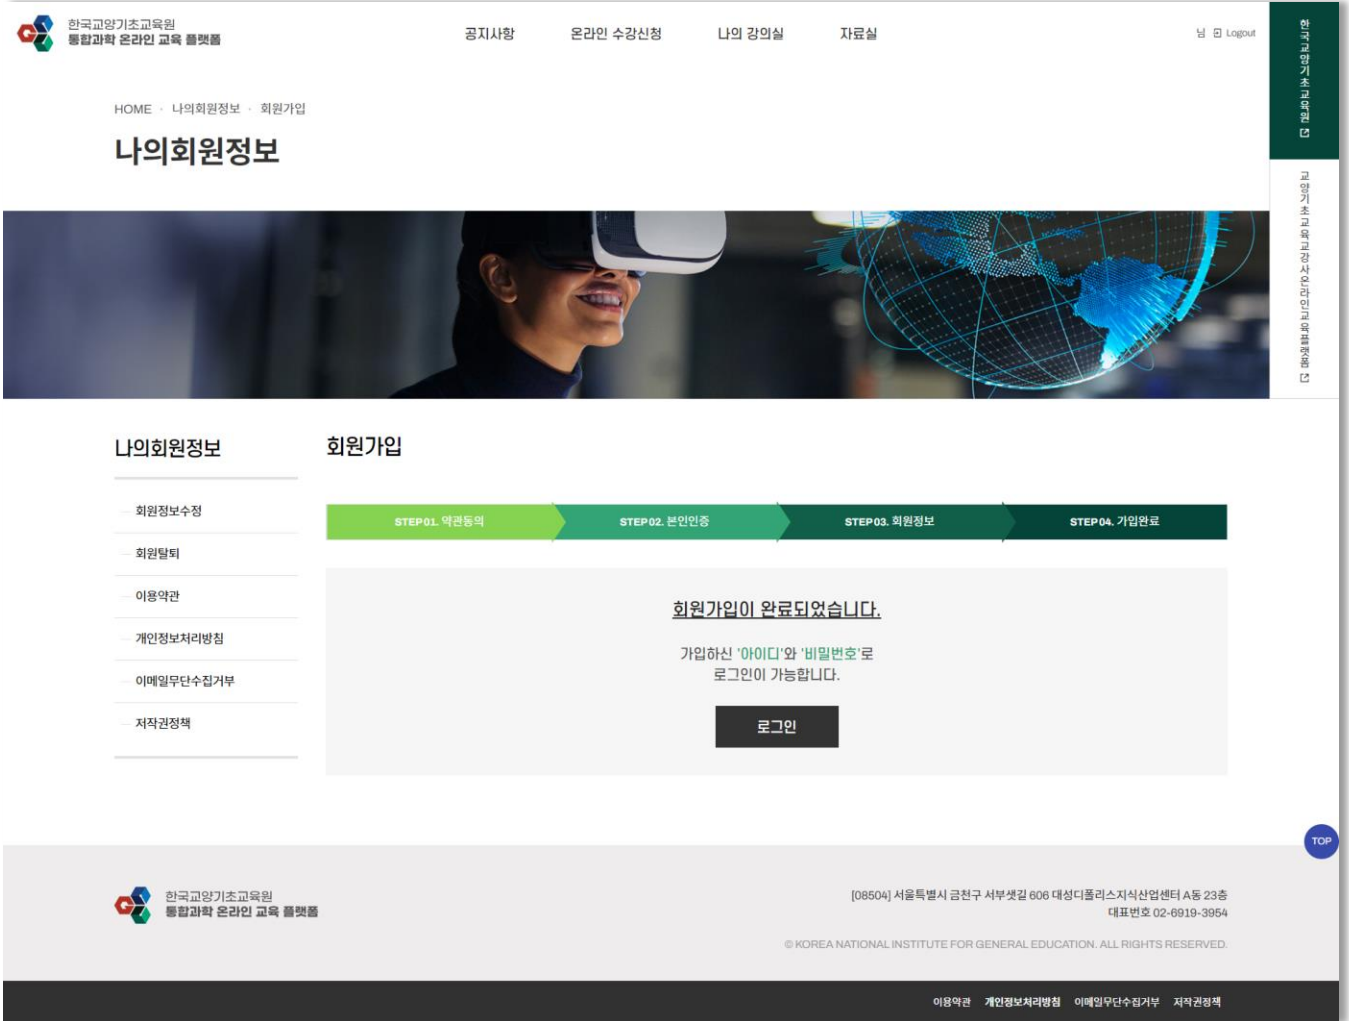 한국교양기초교육원
통합과학 온라인 교육 플랫폼
공지사항 온라인 수강신청 나의 강의실 자료실
님 Logout
한국교양기초교육원
교양기초교육교강사온라인교육플랫폼
HOME · 나의회원정보 · 회원가입
나의회원정보
나의회원정보
회원정보수정
회원탈퇴
이용약관
개인정보처리방침
이메일무단수집거부
저작권정책
회원가입
STEP 01. 약관동의 STEP 02. 본인인증 STEP 03. 회원정보 STEP 04. 가입완료
회원가입이 완료되었습니다.
가입하신 '아이디'와 '비밀번호'로
로그인이 가능합니다.
로그인
TOP
한국교양기초교육원
통합과학 온라인 교육 플랫폼
[08504] 서울특별시 금천구 서부샛길 606 대성디폴리스지식산업센터 A동 23층
대표번호 02-6919-3954
© KOREA NATIONAL INSTITUTE FOR GENERAL EDUCATION. ALL RIGHTS RESERVED.
이용약관 개인정보처리방침 이메일무단수집거부 저작권정책